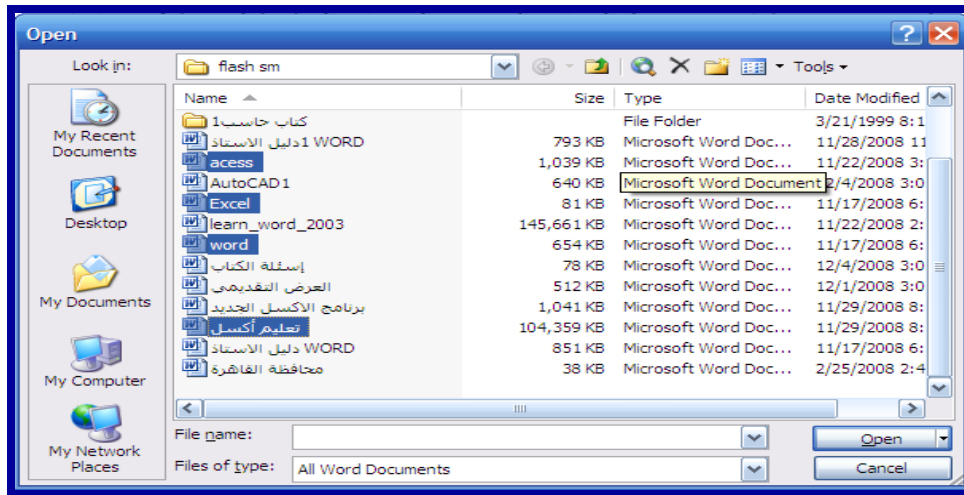 Open
Look in: flash sm Tools
Name Size Type Date Modified
كتاب حاسب1 File Folder 3/21/1999 8:1
دليل الاستاذ1 WORD 793 KB Microsoft Word Doc... 11/28/2008 11
acess 1,039 KB Microsoft Word Doc... 11/22/2008 3:
AutoCAD1 640 KB Microsoft Word Document 2/4/2008 3:0
Excel 81 KB Microsoft Word Doc... 11/17/2008 6:
learn_word_2003 145,661 KB Microsoft Word Doc... 11/22/2008 2:
word 654 KB Microsoft Word Doc... 11/17/2008 6:
إسئلة الكتاب 78 KB Microsoft Word Doc... 12/4/2008 3:0
العرض التقديمى 512 KB Microsoft Word Doc... 12/1/2008 3:0
برنامج الاكسل الجديد 1,041 KB Microsoft Word Doc... 11/29/2008 8:
تعليم أكسل 104,359 KB Microsoft Word Doc... 11/29/2008 8:
دليل الاستاذ WORD 851 KB Microsoft Word Doc... 11/17/2008 6:
محافظة القاهرة 38 KB Microsoft Word Doc... 2/25/2008 2:4
My Recent
Documents
Desktop
My Documents
My Computer
My Network
Places
File name: Open
Files of type: All Word Documents Cancel